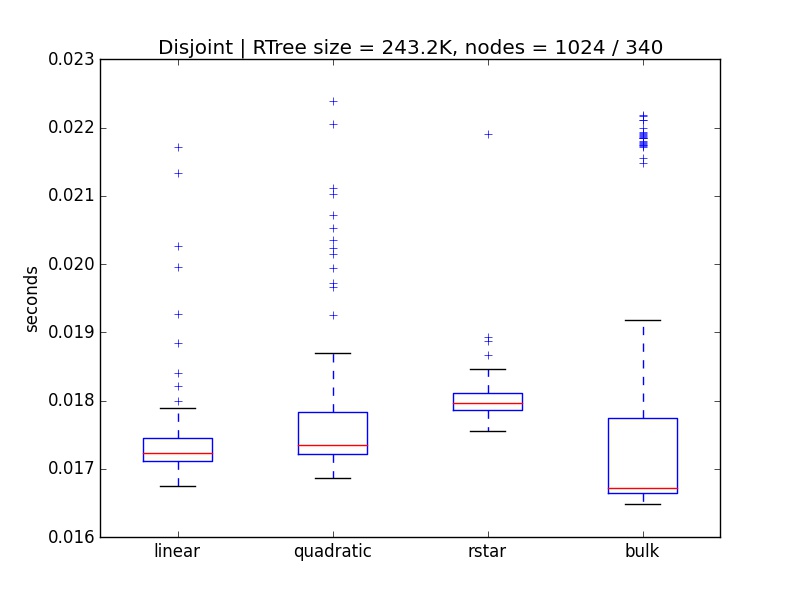 Disjoint | RTree size = 243.2K, nodes = 1024 / 340
0.023
0.022
0.021
0.020
0.019
0.018
0.017
0.016
seconds
linear
quadratic
rstar
bulk